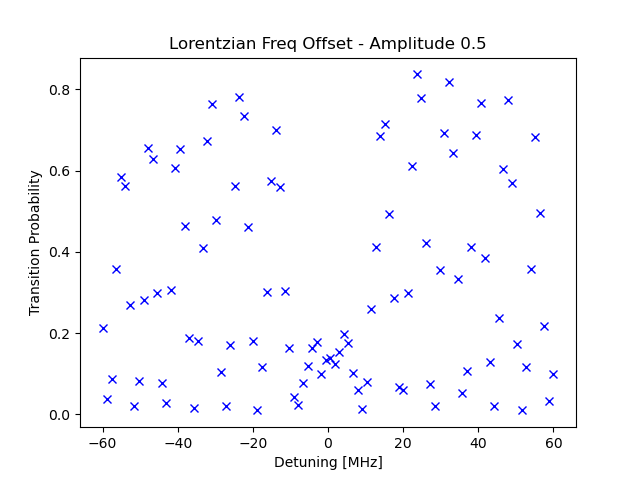 Lorentzian Freq Offset - Amplitude 0.5
0.8
0.6
0.4
0.2
0.0
Transition Probability
−60 −40 −20 0 20 40 60
Detuning [MHz]